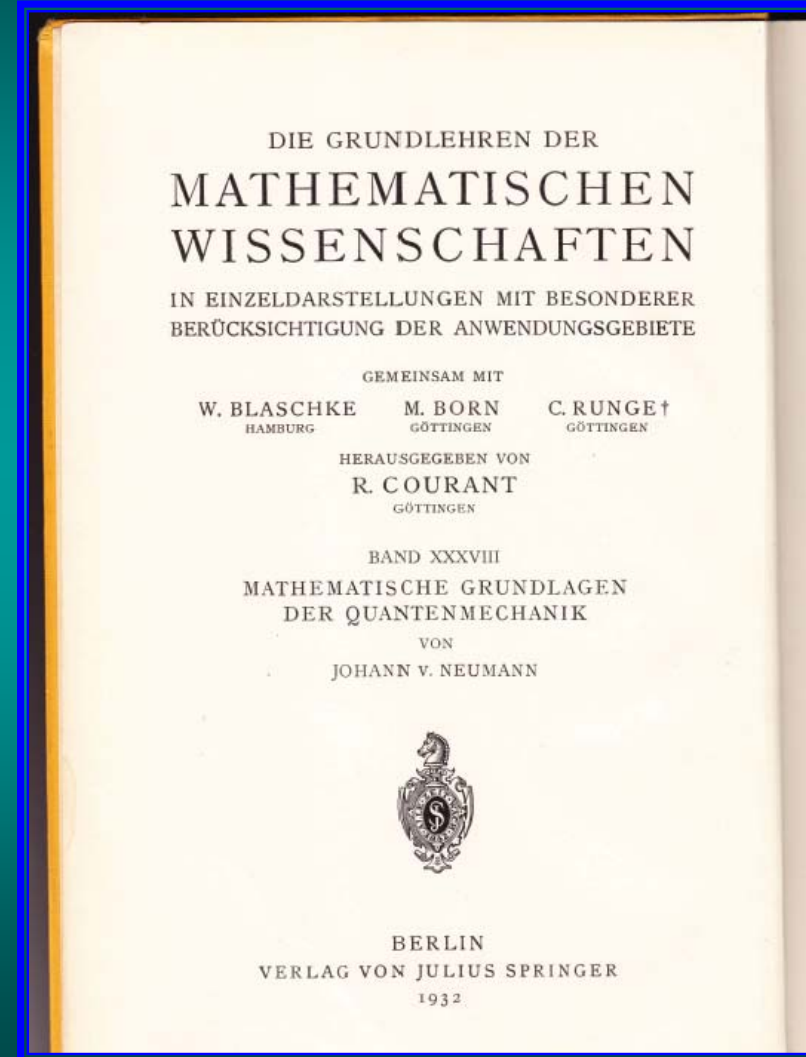 DIE GRUNDLEHREN DER
MATHEMATISCHEN
WISSENSCHAFTEN
IN EINZELDARSTELLUNGEN MIT BESONDERER
BERÜCKSICHTIGUNG DER ANWENDUNGSGEBIETE
GEMEINSAM MIT
W. BLASCHKE M. BORN C. RUNGE†
HAMBURG GÖTTINGEN GÖTTINGEN
HERAUSGEGEBEN VON
R. COURANT
GÖTTINGEN
BAND XXXVIII
MATHEMATISCHE GRUNDLAGEN
DER QUANTENMECHANIK
VON
JOHANN v. NEUMANN
BERLIN
VERLAG VON JULIUS SPRINGER
1932